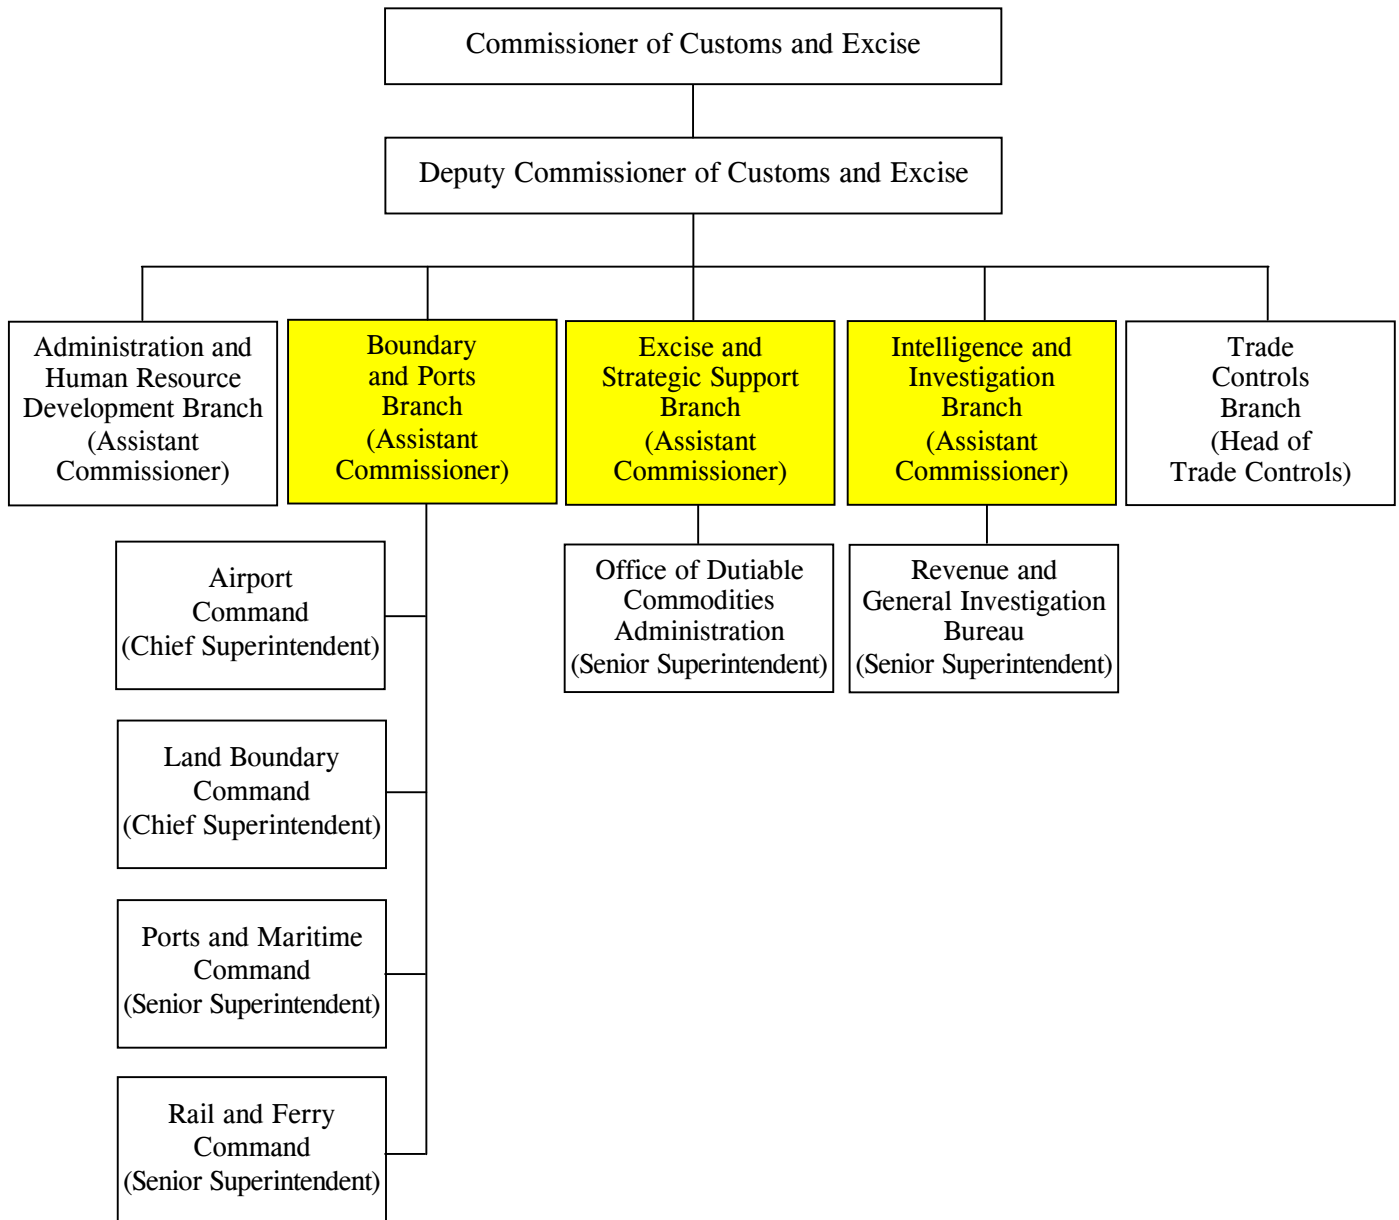 Commissioner of Customs and Excise
Deputy Commissioner of Customs and Excise
Administration and
Human Resource
Development Branch
(Assistant
Commissioner)
Boundary
and Ports
Branch
(Assistant
Commissioner)
Excise and
Strategic Support
Branch
(Assistant
Commissioner)
Intelligence and
Investigation
Branch
(Assistant
Commissioner)
Trade
Controls
Branch
(Head of
Trade Controls)
Airport
Command
(Chief Superintendent)
Office of Dutiable
Commodities
Administration
(Senior Superintendent)
Revenue and
General Investigation
Bureau
(Senior Superintendent)
Land Boundary
Command
(Chief Superintendent)
Ports and Maritime
Command
(Senior Superintendent)
Rail and Ferry
Command
(Senior Superintendent)